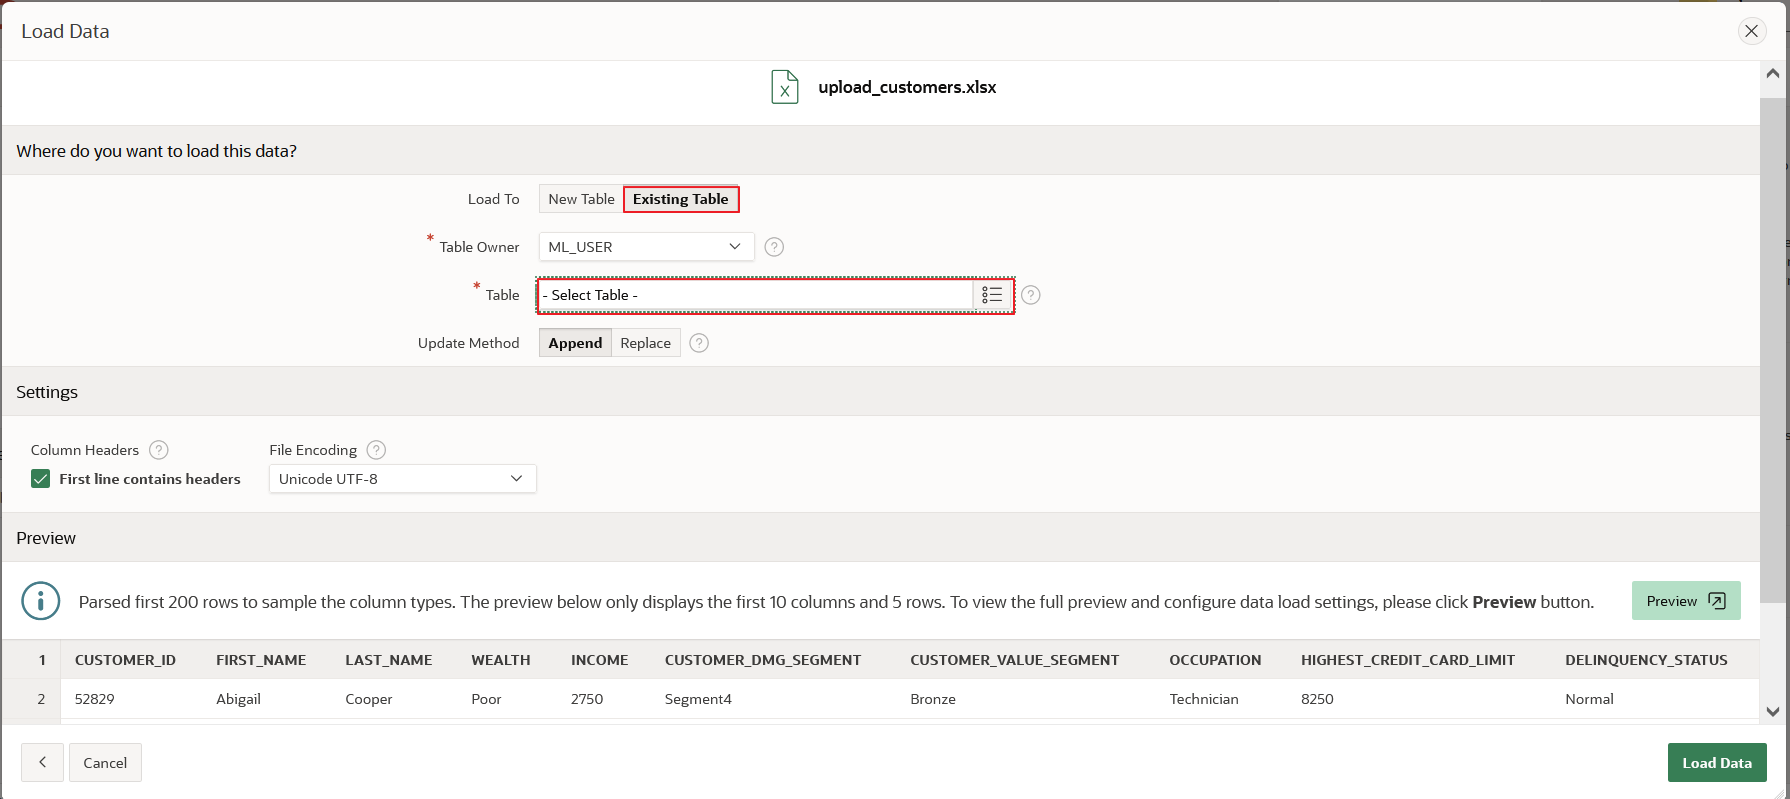 Load Data
X upload_customers.xlsx
Where do you want to load this data?
Load To New Table Existing Table
* Table Owner ML_USER ?
* Table - Select Table - ?
Update Method Append Replace ?
Settings
Column Headers ? File Encoding ?
First line contains headers Unicode UTF-8
Preview
Parsed first 200 rows to sample the column types. The preview below only displays the first 10 columns and 5 rows. To view the full preview and configure data load settings, please click Preview button. Preview
1 CUSTOMER_ID FIRST_NAME LAST_NAME WEALTH INCOME CUSTOMER_DMG_SEGMENT CUSTOMER_VALUE_SEGMENT OCCUPATION HIGHEST_CREDIT_CARD_LIMIT DELINQUENCY_STATUS
2 52829 Abigail Cooper Poor 2750 Segment4 Bronze Technician 8250 Normal
Cancel Load Data